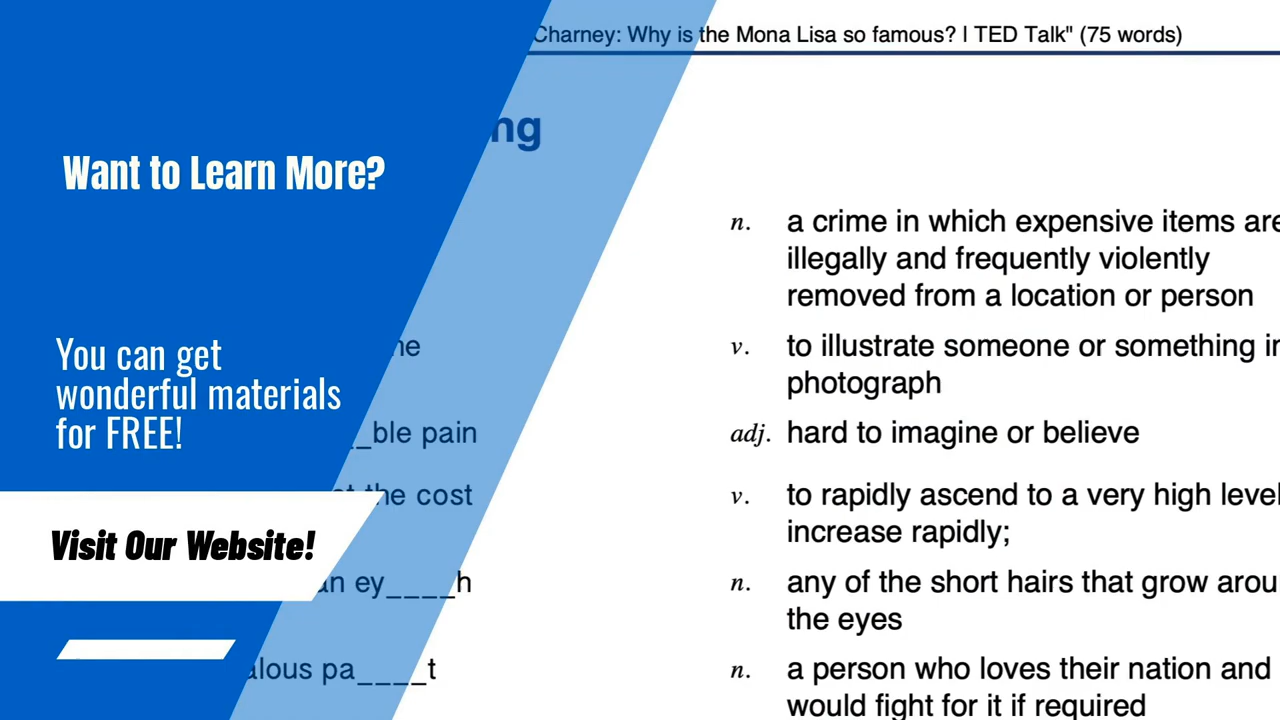 Charney: Why is the Mona Lisa so famous? | TED Talk" (75 words)
ng
Want to Learn More?
You can get
wonderful materials
for FREE!
Visit Our Website!
he
__ble pain
at the cost
an ey____h
alous pa____t
n. a crime in which expensive items are
illegally and frequently violently
removed from a location or person
v. to illustrate someone or something in
photograph
adj. hard to imagine or believe
v. to rapidly ascend to a very high level
increase rapidly;
n. any of the short hairs that grow arou
the eyes
n. a person who loves their nation and
would fight for it if required